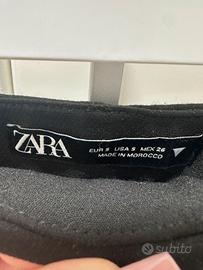 ZARA
EUR S USA S MEX 26
MADE IN MOROCCO
subito